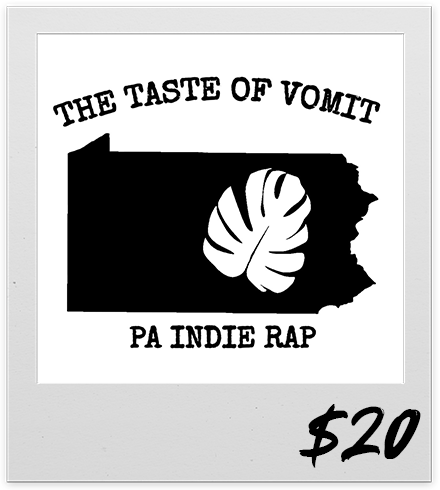 THE TASTE OF VOMIT
PA INDIE RAP
$20